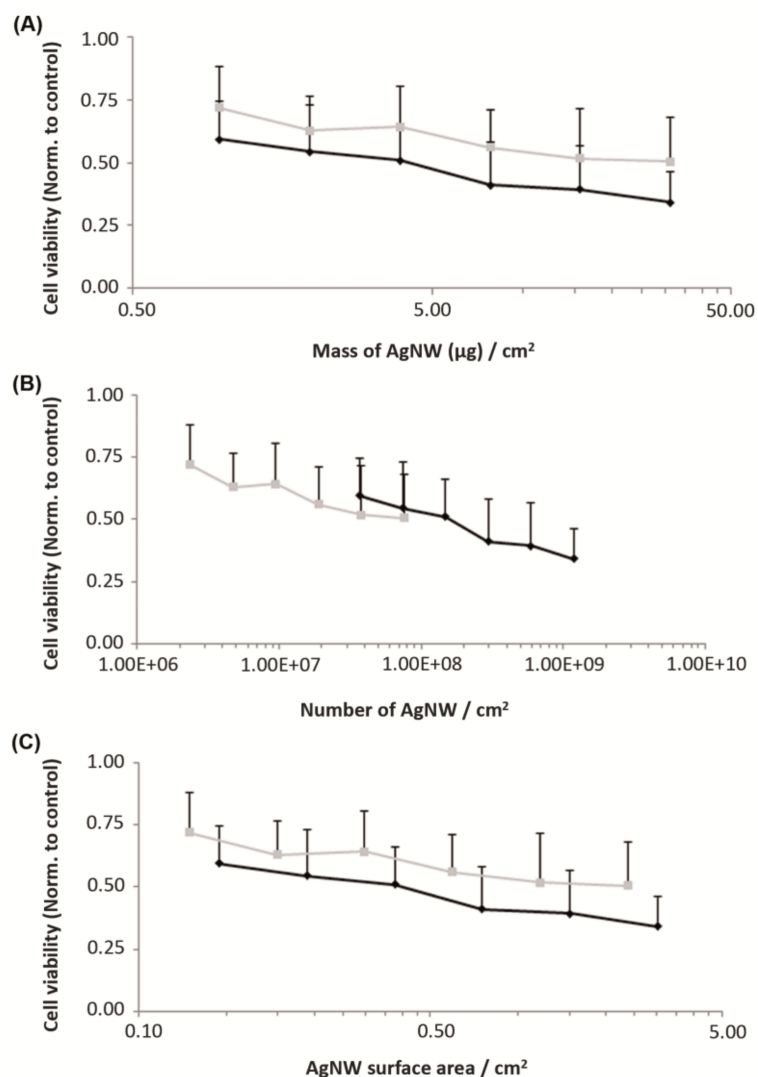 (A)
Cell viability (Norm. to control)
1.00
0.75
0.50
0.25
0.00
0.50 5.00 50.00
Mass of AgNW (µg) / cm²
(B)
Cell viability (Norm. to control)
1.00
0.75
0.50
0.25
0.00
1.00E+06 1.00E+07 1.00E+08 1.00E+09 1.00E+10
Number of AgNW / cm²
(C)
Cell viability (Norm. to control)
1.00
0.75
0.50
0.25
0.00
0.10 0.50 5.00
AgNW surface area / cm²